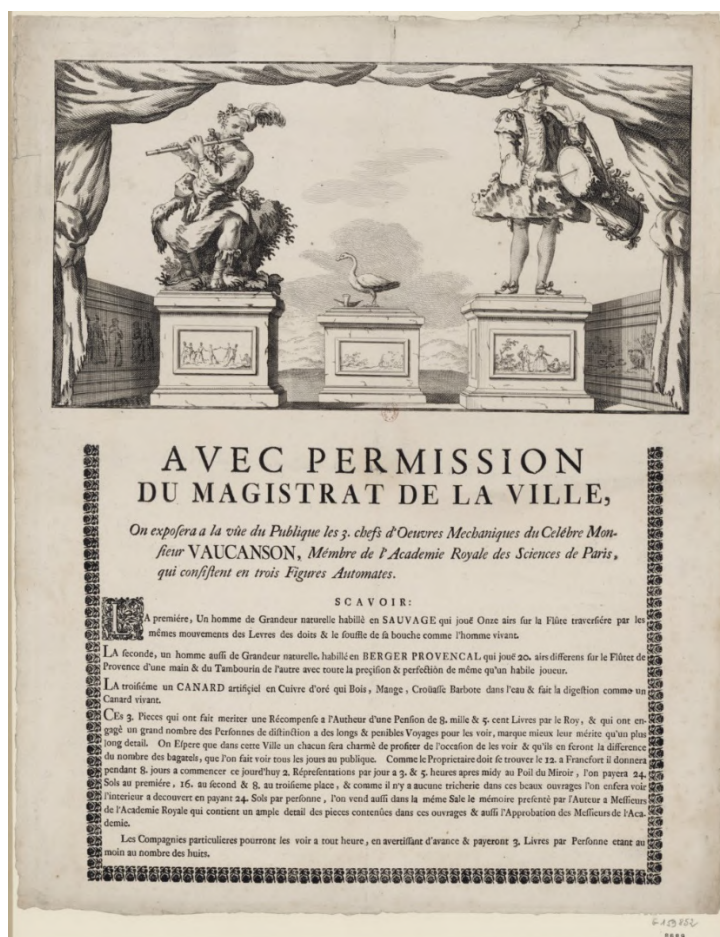 AVEC PERMISSION
DU MAGISTRAT DE LA VILLE,
On exposera a la vûe du Publique les 3. chefs d'Oeuvres Mechaniques du Celébre Mon-
sieur VAUCANSON, Mémbre de l'Academie Royale des Sciences de Paris,
qui consistent en trois Figures Automates.
SCAVOIR:
LA premiére, Un homme de Grandeur naturelle habillé en SAUVAGE qui jouë Onze airs sur la Flûte traversiére par les
mêmes mouvements des Levres des doits & le souffle de sa bouche comme l'homme vivant.
LA seconde, un homme aussi de Grandeur naturelle, habillé en BERGER PROVENCAL qui jouë 20. airs differens sur le Flûtet de
Provence d'une main & du Tambourin de l'autre avec toute la preçision & perfection de même qu'un habile joueur.
LA troisiéme un CANARD artifiçiel en Cuivre d'oré qui Bois, Mange, Croüasse Barbote dans l'eau & fait la digestion comme un
Canard vivant.
CEs 3. Pieces qui ont fait meriter une Récompense a l'Autheur d'une Pension de 8. mille & 5. cent Livres par le Roy, & qui ont en-
gagé un grand nombre des Personnes de distinction a des longs & penibles Voyages pour les voir, marque mieux leur mérite qu'un plus
long detail. On Espere que dans cette Ville un chacun sera charmé de profiter de l'occasion de les voir & qu'ils en feront la difference
du nombre des bagatels, que l'on fait voir tous les jours au publique. Comme le Proprietaire doit se trouver le 12. a Francfort il donnera
pendant 8. jours a commencer ce jourd'huy 2. Répresentations par jour a 3. & 5. heures apres midy au Poil du Miroir, l'on payera 24.
Sols au premiére, 16. au second & 8. au troisieme place, & comme il n'y a aucune tricherie dans ces beaux ouvrages l'on ensera voir
l'interieur a decouvert en payant 24. Sols par personne, l'on vend aussi dans la même Sale le mémoire presenté par l'Auteur a Messieurs
de l'Academie Royale qui contient un ample detail des pieces contenües dans ces ouvrages & aussi l'Approbation des Messieurs de l'Aca-
demie.
Les Compagnies particulieres pourront les voir a tout heure, en avertissant d'avance & payeront 3. Livres par Personne etant au
moin au nombre des huits.